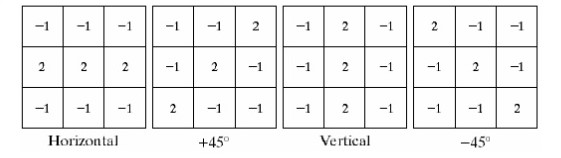 −1 −1 −1 −1 −1 2 −1 2 −1 2 −1 −1
2 2 2 −1 2 −1 −1 2 −1 −1 2 −1
−1 −1 −1 2 −1 −1 −1 2 −1 −1 −1 2
Horizontal +45° Vertical −45°